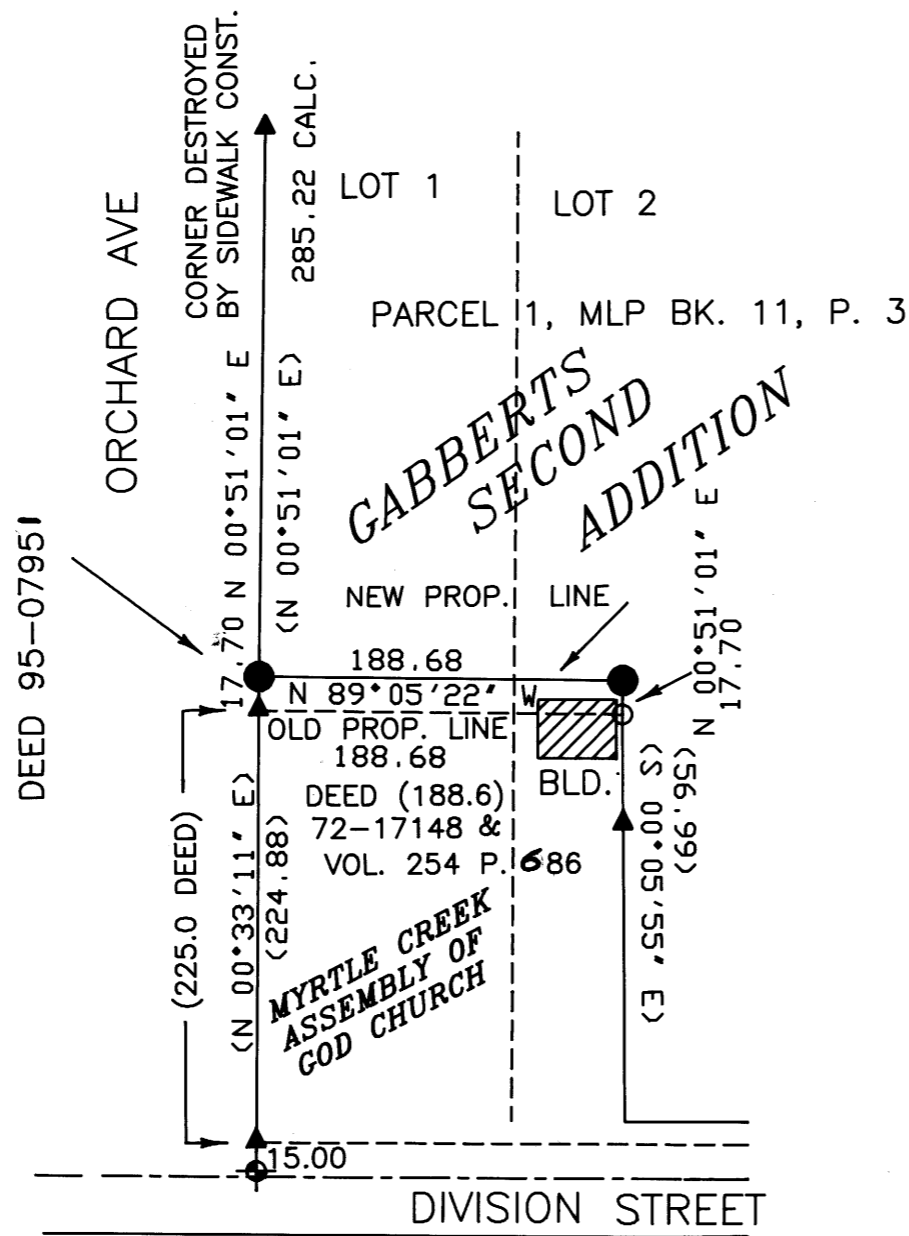 CORNER DESTROYED
BY SIDEWALK CONST.
285.22 CALC.
ORCHARD AVE
LOT 1
LOT 2
PARCEL 1, MLP BK. 11, P. 3
GABBERTS
SECOND
ADDITION
17.70 N 00°51'01" E
(N 00°51'01" E)
DEED 95-07951
NEW PROP. LINE
188.68
N 89°05'22" W
OLD PROP. LINE
188.68
DEED (188.6)
72-17148 &
VOL. 254 P. 686
BLD.
N 00°51'01" E
17.70
(56.99)
(S 00°05'55" E)
(225.0 DEED)
(N 00°33'11" E)
(224.88)
MYRTLE CREEK
ASSEMBLY OF
GOD CHURCH
15.00
DIVISION STREET